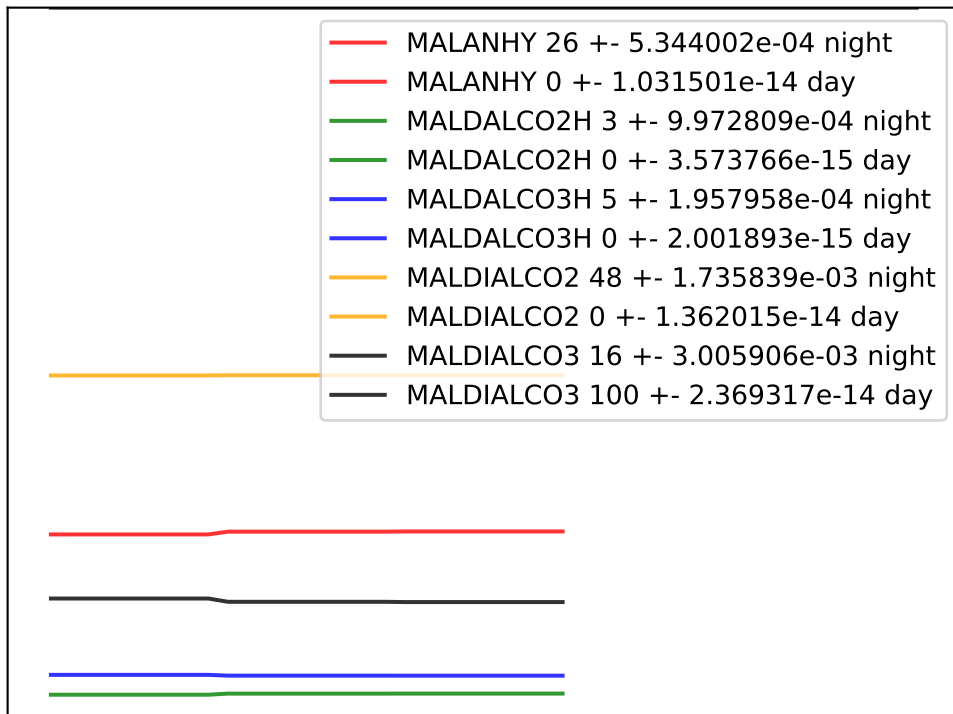 MALANHY 26 +- 5.344002e-04 night
MALANHY 0 +- 1.031501e-14 day
MALDALCO2H 3 +- 9.972809e-04 night
MALDALCO2H 0 +- 3.573766e-15 day
MALDALCO3H 5 +- 1.957958e-04 night
MALDALCO3H 0 +- 2.001893e-15 day
MALDIALCO2 48 +- 1.735839e-03 night
MALDIALCO2 0 +- 1.362015e-14 day
MALDIALCO3 16 +- 3.005906e-03 night
MALDIALCO3 100 +- 2.369317e-14 day